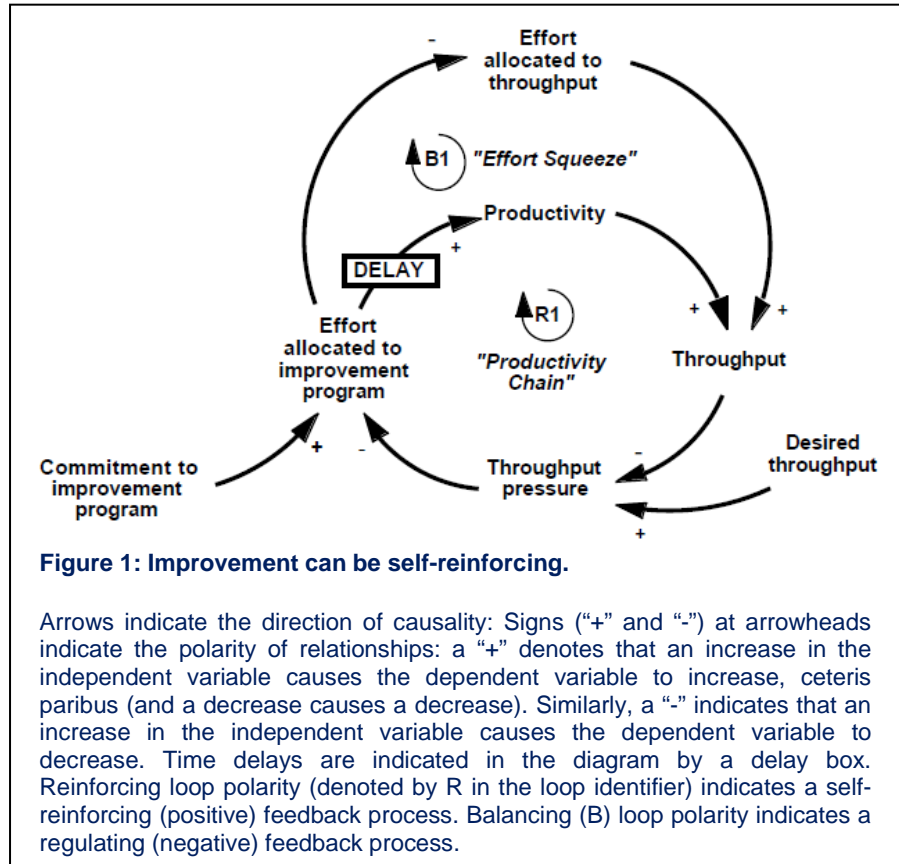 -
Effort
allocated to
throughput
B1
"Effort Squeeze"
Productivity
+
DELAY
R1
+
+
Effort
allocated to
improvement
program
"Productivity
Chain"
Throughput
Commitment to
improvement
program
+
-
Throughput
pressure
-
Desired
throughput
+
Figure 1: Improvement can be self-reinforcing.
Arrows indicate the direction of causality: Signs (“+” and “-”) at arrowheads
indicate the polarity of relationships: a “+” denotes that an increase in the
independent variable causes the dependent variable to increase, ceteris
paribus (and a decrease causes a decrease). Similarly, a “-” indicates that an
increase in the independent variable causes the dependent variable to
decrease. Time delays are indicated in the diagram by a delay box.
Reinforcing loop polarity (denoted by R in the loop identifier) indicates a self-
reinforcing (positive) feedback process. Balancing (B) loop polarity indicates a
regulating (negative) feedback process.